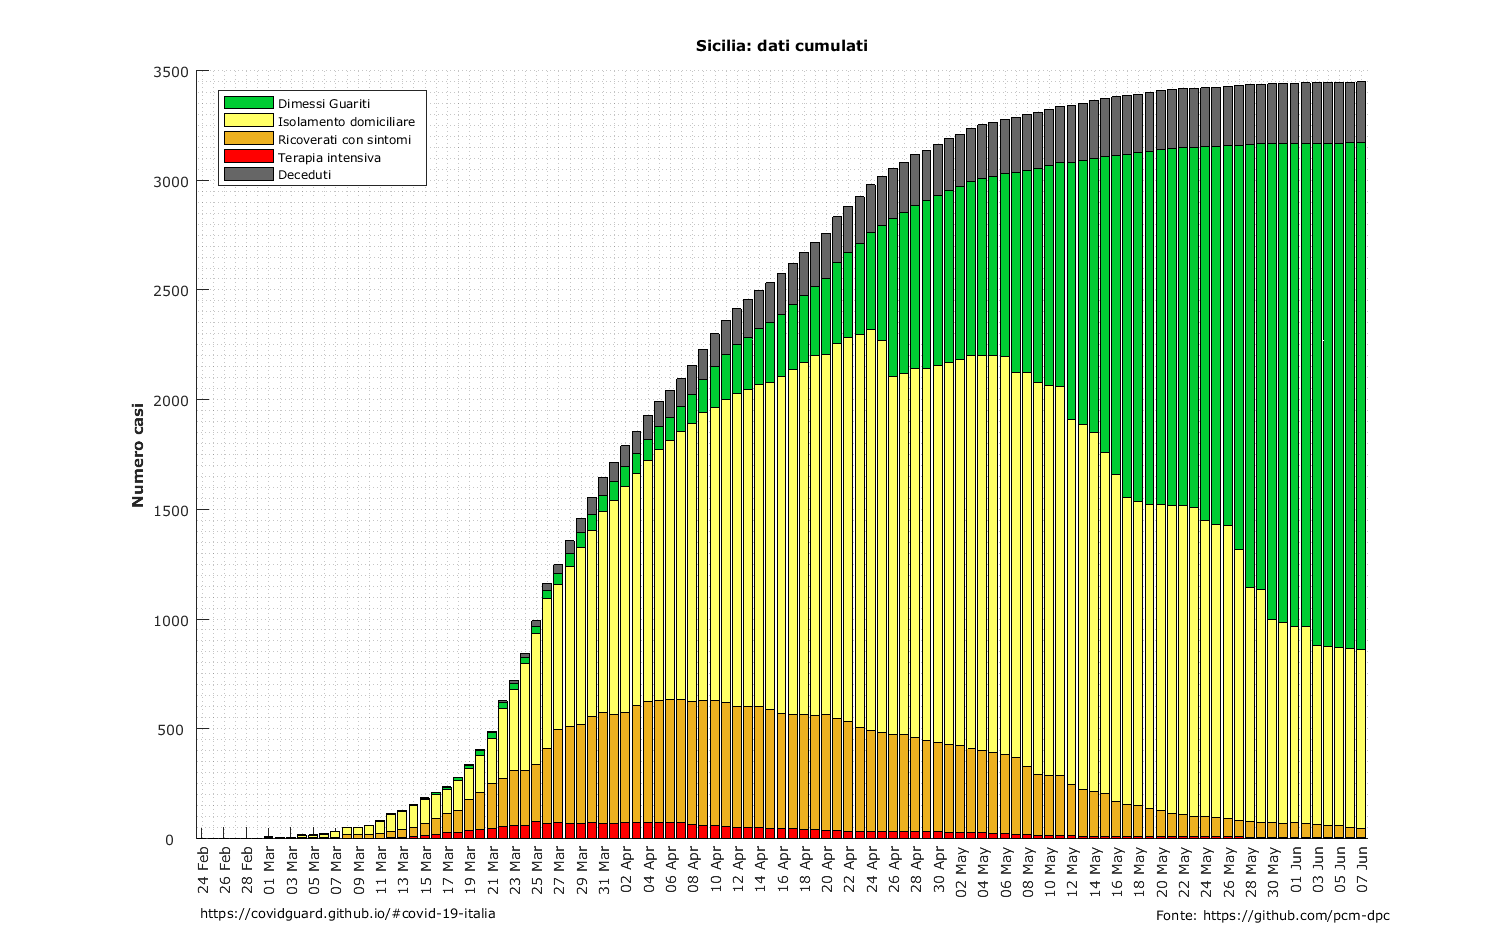 Sicilia: dati cumulati
3500
3000
2500
2000
1500
1000
500
0
Numero casi
Dimessi Guariti
Isolamento domiciliare
Ricoverati con sintomi
Terapia intensiva
Deceduti
24 Feb
26 Feb
28 Feb
01 Mar
03 Mar
05 Mar
07 Mar
09 Mar
11 Mar
13 Mar
15 Mar
17 Mar
19 Mar
21 Mar
23 Mar
25 Mar
27 Mar
29 Mar
31 Mar
02 Apr
04 Apr
06 Apr
08 Apr
10 Apr
12 Apr
14 Apr
16 Apr
18 Apr
20 Apr
22 Apr
24 Apr
26 Apr
28 Apr
30 Apr
02 May
04 May
06 May
08 May
10 May
12 May
14 May
16 May
18 May
20 May
22 May
24 May
26 May
28 May
30 May
01 Jun
03 Jun
05 Jun
07 Jun
https://covidguard.github.io/#covid-19-italia
Fonte: https://github.com/pcm-dpc